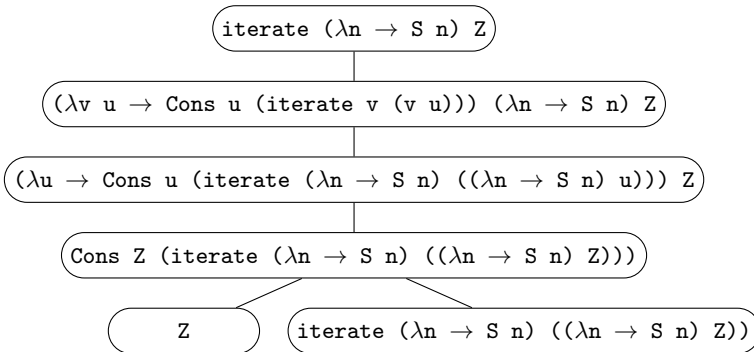 iterate (λn → S n) Z
(λv u → Cons u (iterate v (v u))) (λn → S n) Z
(λu → Cons u (iterate (λn → S n) ((λn → S n) u))) Z
Cons Z (iterate (λn → S n) ((λn → S n) Z)))
Z iterate (λn → S n) ((λn → S n) Z))